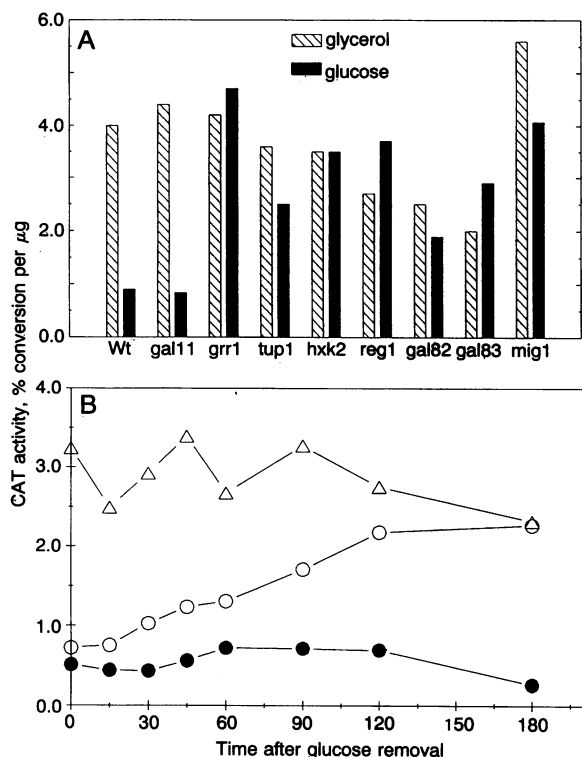 A
6.0
glycerol
glucose
4.0
2.0
0.0
Wt gal11 grr1 tup1 hxk2 reg1 gal82 gal83 mig1
CAT activity, % conversion per µg
B
4.0
3.0
2.0
1.0
0.0
0 30 60 90 120 150 180
Time after glucose removal